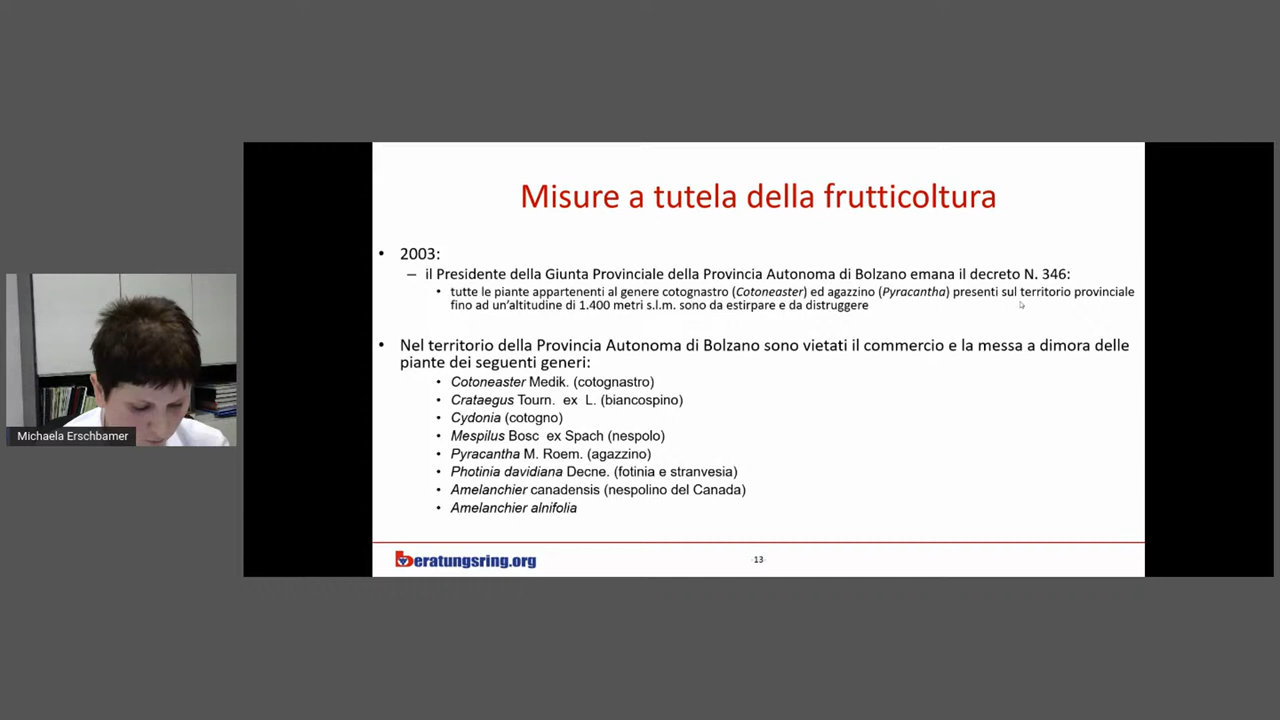 Misure a tutela della frutticoltura
• 2003:
– il Presidente della Giunta Provinciale della Provincia Autonoma di Bolzano emana il decreto N. 346:
• tutte le piante appartenenti al genere cotognastro (Cotoneaster) ed agazzino (Pyracantha) presenti sul territorio provinciale
fino ad un'altitudine di 1.400 metri s.l.m. sono da estirpare e da distruggere
• Nel territorio della Provincia Autonoma di Bolzano sono vietati il commercio e la messa a dimora delle
piante dei seguenti generi:
• Cotoneaster Medik. (cotognastro)
• Crataegus Tourn. ex L. (biancospino)
• Cydonia (cotogno)
• Mespilus Bosc ex Spach (nespolo)
• Pyracantha M. Roem. (agazzino)
• Photinia davidiana Decne. (fotinia e stranvesia)
• Amelanchier canadensis (nespolino del Canada)
• Amelanchier alnifolia
Michaela Erschbamer
beratungsring.org
13